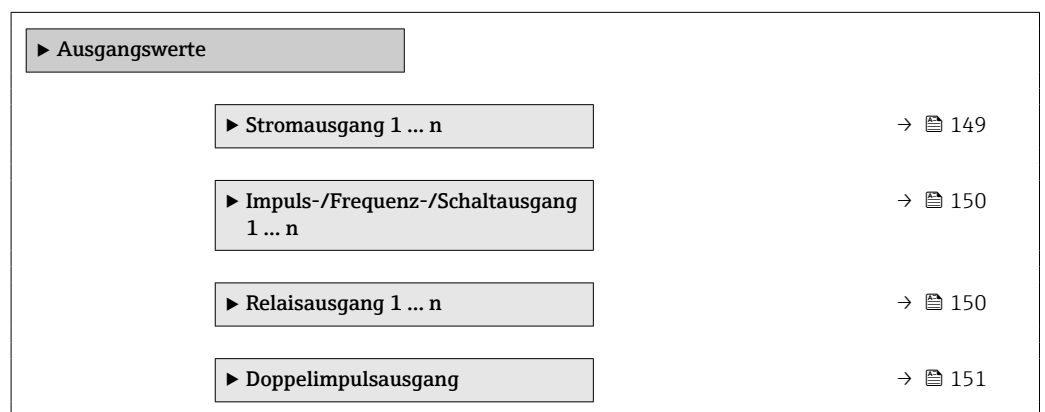 ▶ Ausgangswerte
▶ Stromausgang 1 … n → 149
▶ Impuls-/Frequenz-/Schaltausgang → 150
1 … n
▶ Relaisausgang 1 … n → 150
▶ Doppelimpulsausgang → 151